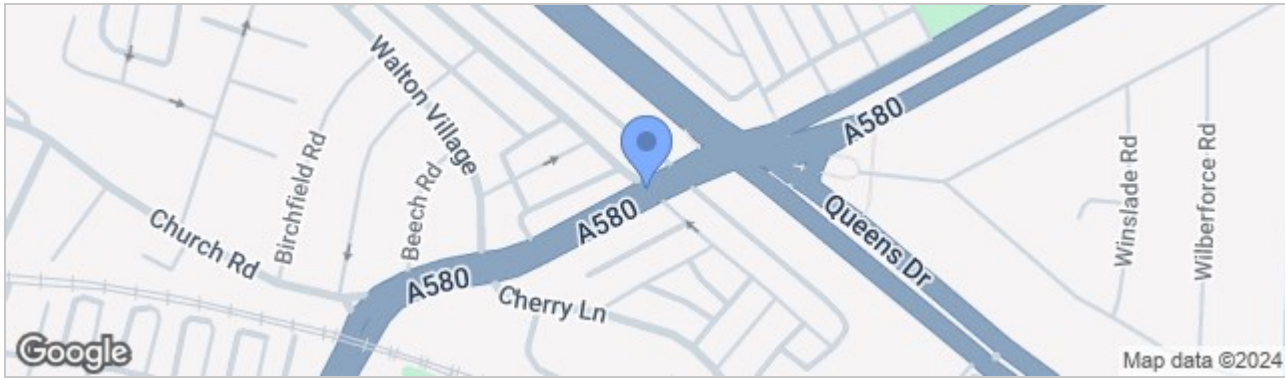 Walton Village
Birchfield Rd
Beech Rd
Church Rd
A580
A580
A580
Cherry Ln
Queens Dr
Winslade Rd
Wilberforce Rd
Google
Map data ©2024